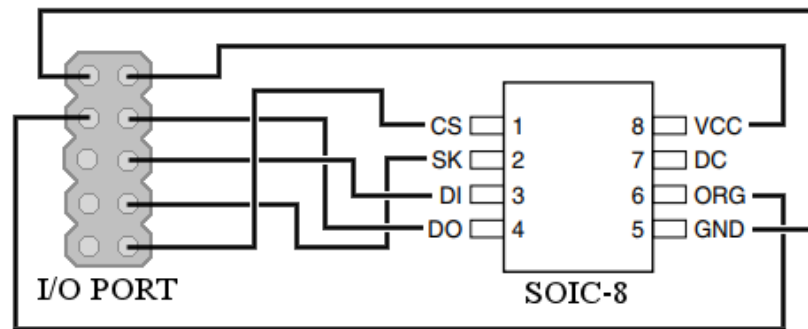 CS 1 8 VCC
SK 2 7 DC
DI 3 6 ORG
DO 4 5 GND
I/O PORT
SOIC-8